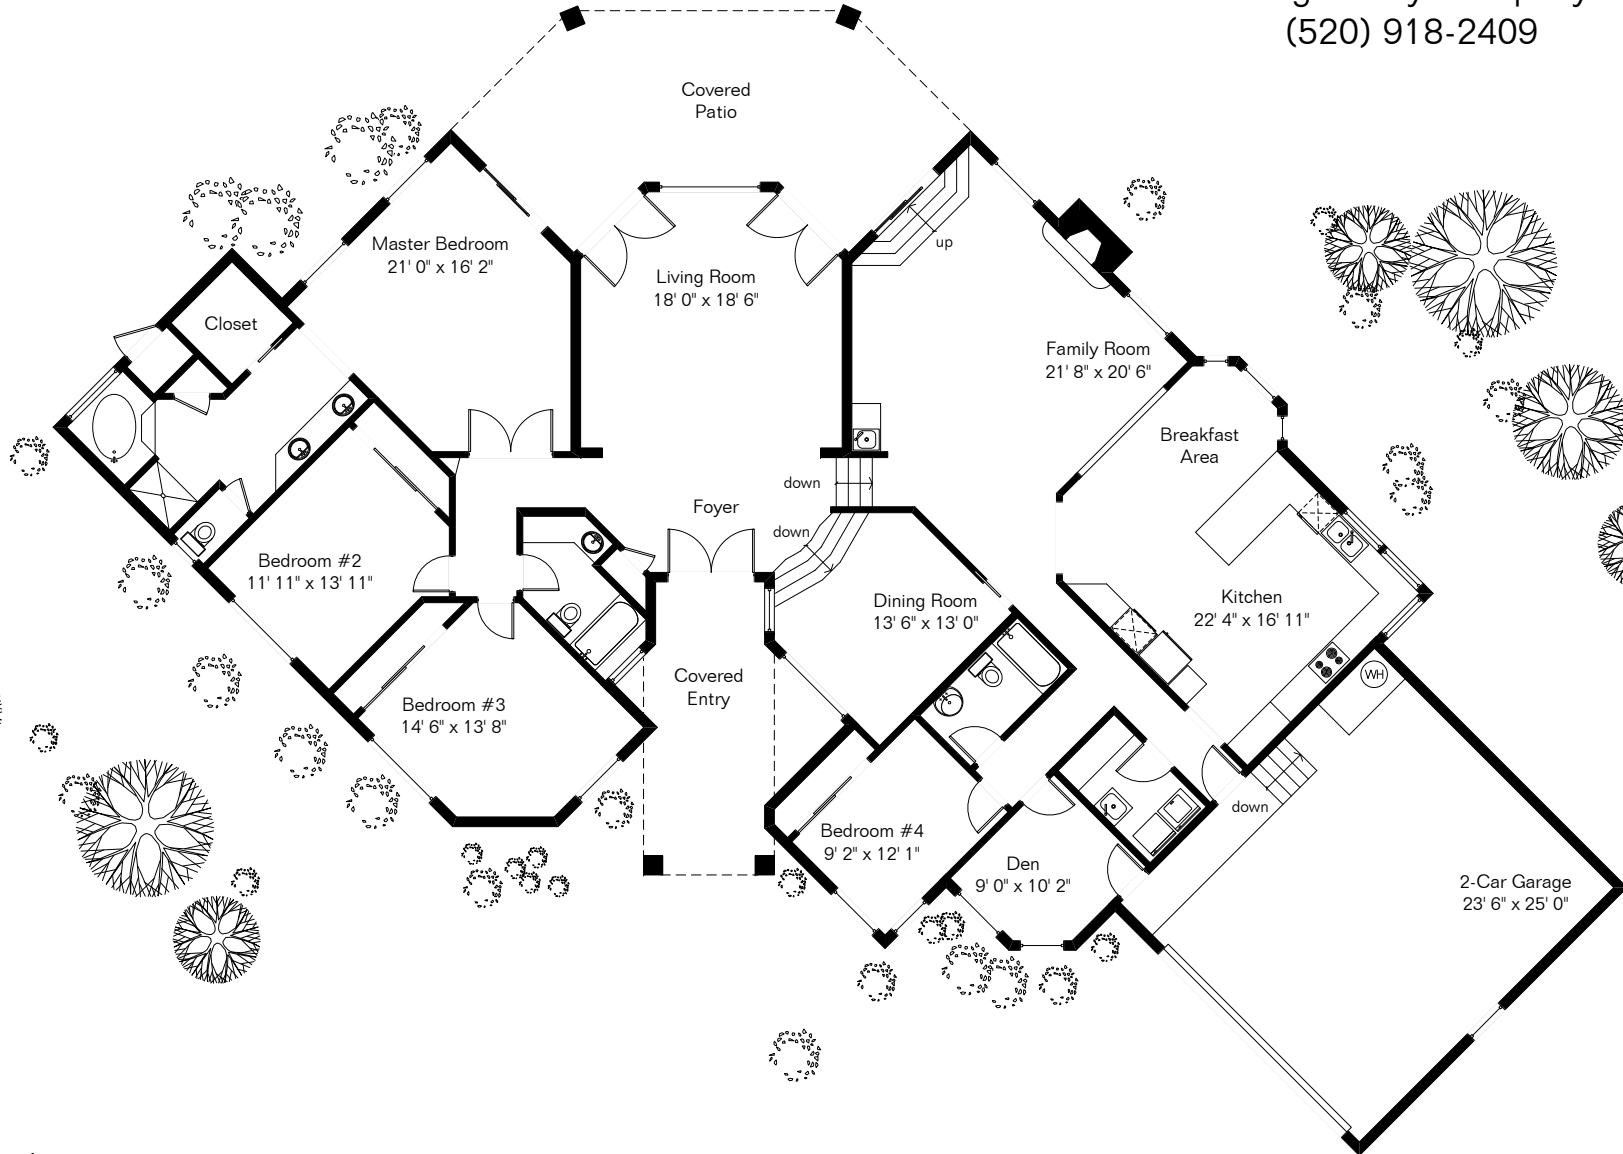 (520) 918-2409
Covered
Patio
Master Bedroom
21' 0" x 16' 2"
Living Room
18' 0" x 18' 6"
up
Closet
Family Room
21' 8" x 20' 6"
Breakfast
Area
down
Foyer
down
Bedroom #2
11' 11" x 13' 11"
Dining Room
13' 6" x 13' 0"
Kitchen
22' 4" x 16' 11"
Covered
Entry
WH
Bedroom #3
14' 6" x 13' 8"
down
Bedroom #4
9' 2" x 12' 1"
Den
9' 0" x 10' 2"
2-Car Garage
23' 6" x 25' 0"